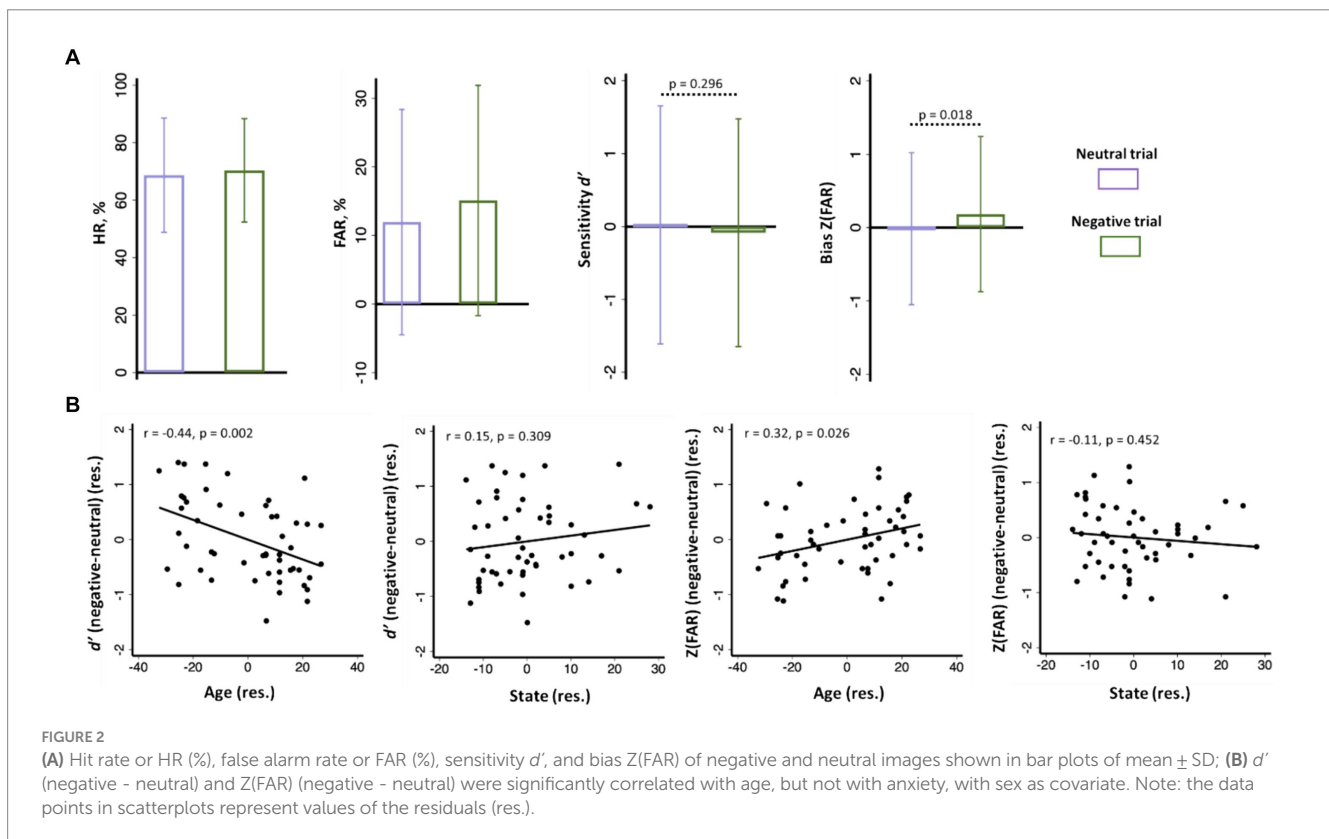 A
HR, %
0
20
40
60
80
100
FAR, %
-10
0
10
20
30
Sensitivity d′
-2
-1
0
1
2
p = 0.296
Bias Z(FAR)
-2
-1
0
1
2
p = 0.018
Neutral trial
Negative trial
B
r = -0.44, p = 0.002
d′ (negative-neutral) (res.)
2
1
0
-1
-2
-40
-20
0
20
40
Age (res.)
r = 0.15, p = 0.309
d′ (negative-neutral) (res.)
2
1
0
-1
-2
-20
-10
0
10
20
30
State (res.)
r = 0.32, p = 0.026
Z(FAR) (negative-neutral) (res.)
2
1
0
-1
-2
-40
-20
0
20
40
Age (res.)
r = -0.11, p = 0.452
Z(FAR) (negative-neutral) (res.)
2
1
0
-1
-2
-20
-10
0
10
20
30
State (res.)
FIGURE 2
(A) Hit rate or HR (%), false alarm rate or FAR (%), sensitivity d′, and bias Z(FAR) of negative and neutral images shown in bar plots of mean ± SD; (B) d′
(negative - neutral) and Z(FAR) (negative - neutral) were significantly correlated with age, but not with anxiety, with sex as covariate. Note: the data
points in scatterplots represent values of the residuals (res.).